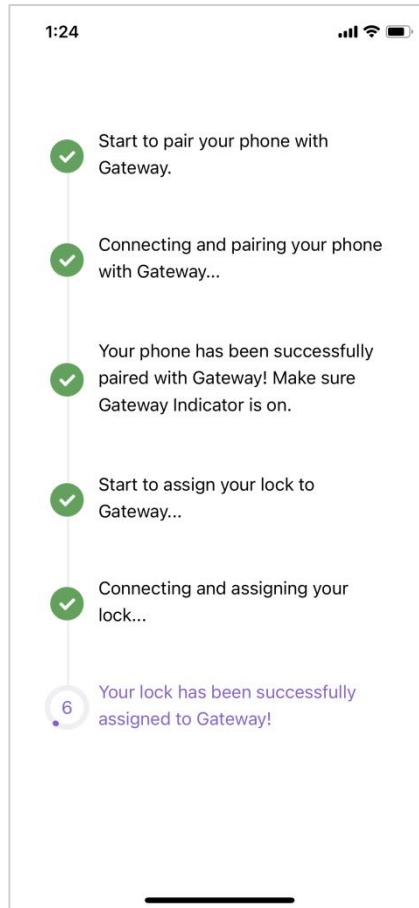 1:24
Start to pair your phone with
Gateway.
Connecting and pairing your phone
with Gateway...
Your phone has been successfully
paired with Gateway! Make sure
Gateway Indicator is on.
Start to assign your lock to
Gateway...
Connecting and assigning your
lock...
6
Your lock has been successfully
assigned to Gateway!